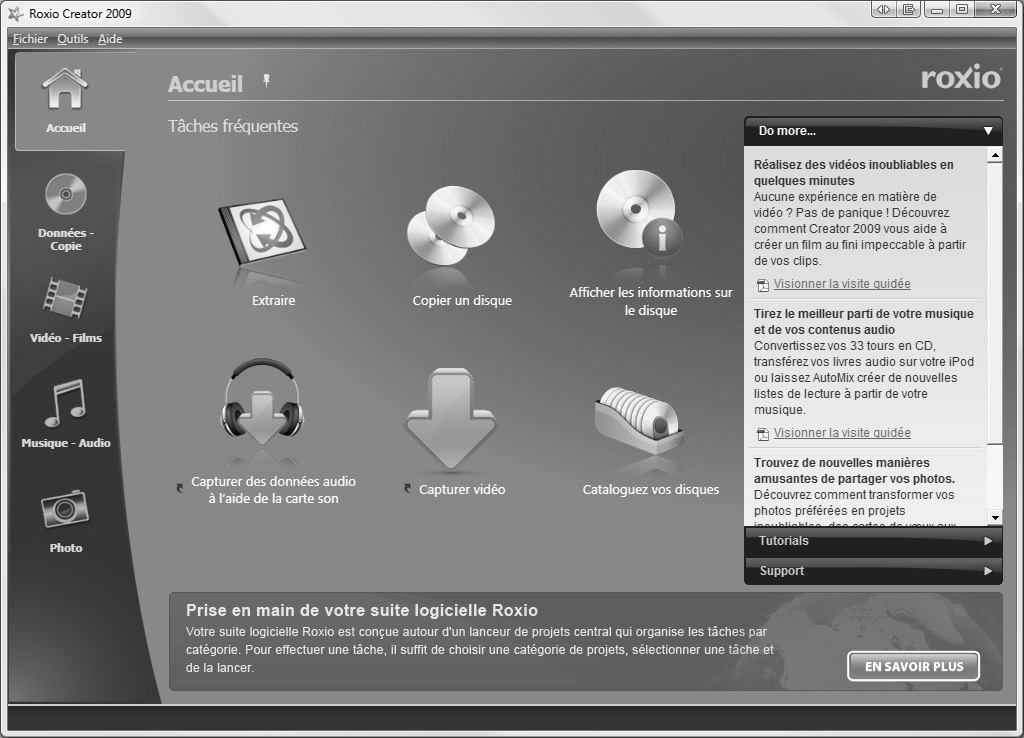 Roxio Creator 2009
Fichier Outils Aide
Accueil
Données -
Copie
Vidéo - Films
Musique - Audio
Photo
Accueil
roxio
Tâches fréquentes
Extraire
Copier un disque
Afficher les informations sur
le disque
Capturer des données audio
à l'aide de la carte son
Capturer vidéo
Cataloguez vos disques
Do more...
Réalisez des vidéos inoubliables en
quelques minutes
Aucune expérience en matière de
vidéo ? Pas de panique ! Découvrez
comment Creator 2009 vous aide à
créer un film au fini impeccable à partir
de vos clips.
Visionner la visite guidée
Tirez le meilleur parti de votre musique
et de vos contenus audio
Convertissez vos 33 tours en CD,
transférez vos livres audio sur votre iPod
ou laissez AutoMix créer de nouvelles
listes de lecture à partir de votre
musique.
Visionner la visite guidée
Trouvez de nouvelles manières
amusantes de partager vos photos.
Découvrez comment transformer vos
photos préférées en projets
inoubliables, des cartes de vœux aux
Tutorials
Support
Prise en main de votre suite logicielle Roxio
Votre suite logicielle Roxio est conçue autour d'un lanceur de projets central qui organise les tâches par
catégorie. Pour effectuer une tâche, il suffit de choisir une catégorie de projets, sélectionner une tâche et
de la lancer.
EN SAVOIR PLUS